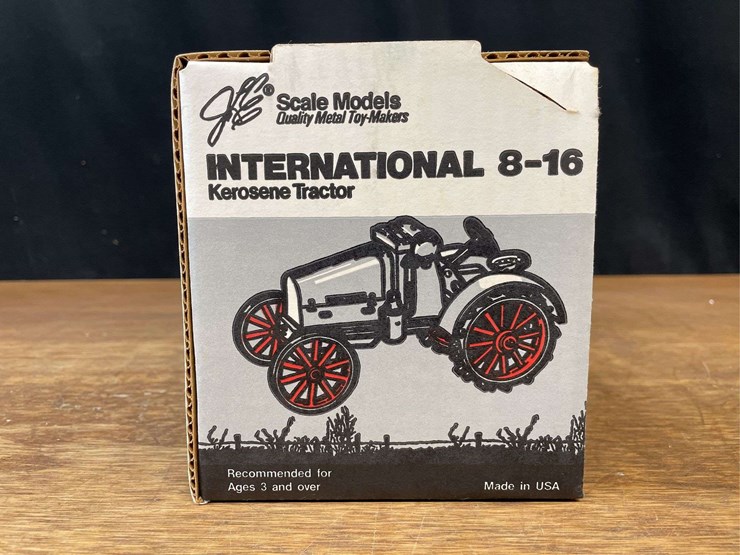 JLE® Scale Models
Quality Metal Toy-Makers
INTERNATIONAL 8-16
Kerosene Tractor
Recommended for
Ages 3 and over
Made in USA